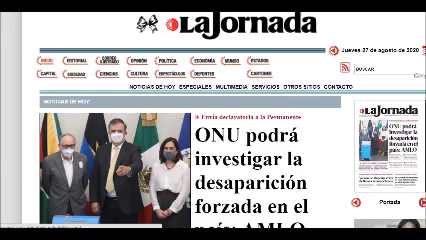 La Jornada
Jueves 27 de agosto de 2020
INICIO EDITORIAL CORREO ILUSTRADO OPINIÓN POLÍTICA ECONOMÍA MUNDO ESTADOS
CAPITAL SOCIEDAD CIENCIAS CULTURA ESPECTÁCULOS DEPORTES CARTONES
BUSCAR
NOTICIAS DE HOY ESPECIALES MULTIMEDIA SERVICIOS OTROS CONTACTO
NOTICIAS DE HOY
Envía declaratoria a la Permanente
ONU podrá
investigar la
desaparición
forzada en el
país: AMLO
La Jornada
ONU podrá
investigar la
desaparición
forzada en el
país: AMLO
Portada